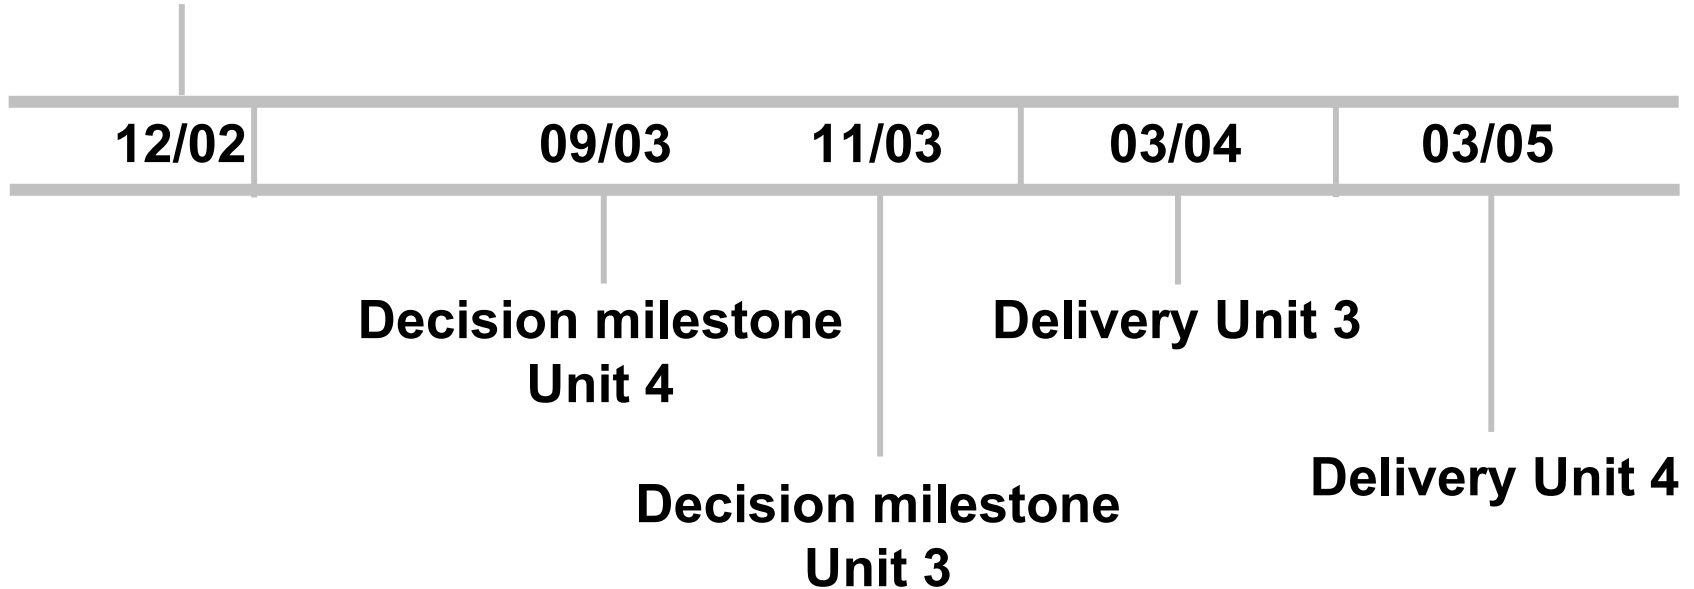 12/02 09/03 11/03 03/04 03/05
Decision milestone
Unit 4
Delivery Unit 3
Decision milestone
Unit 3
Delivery Unit 4